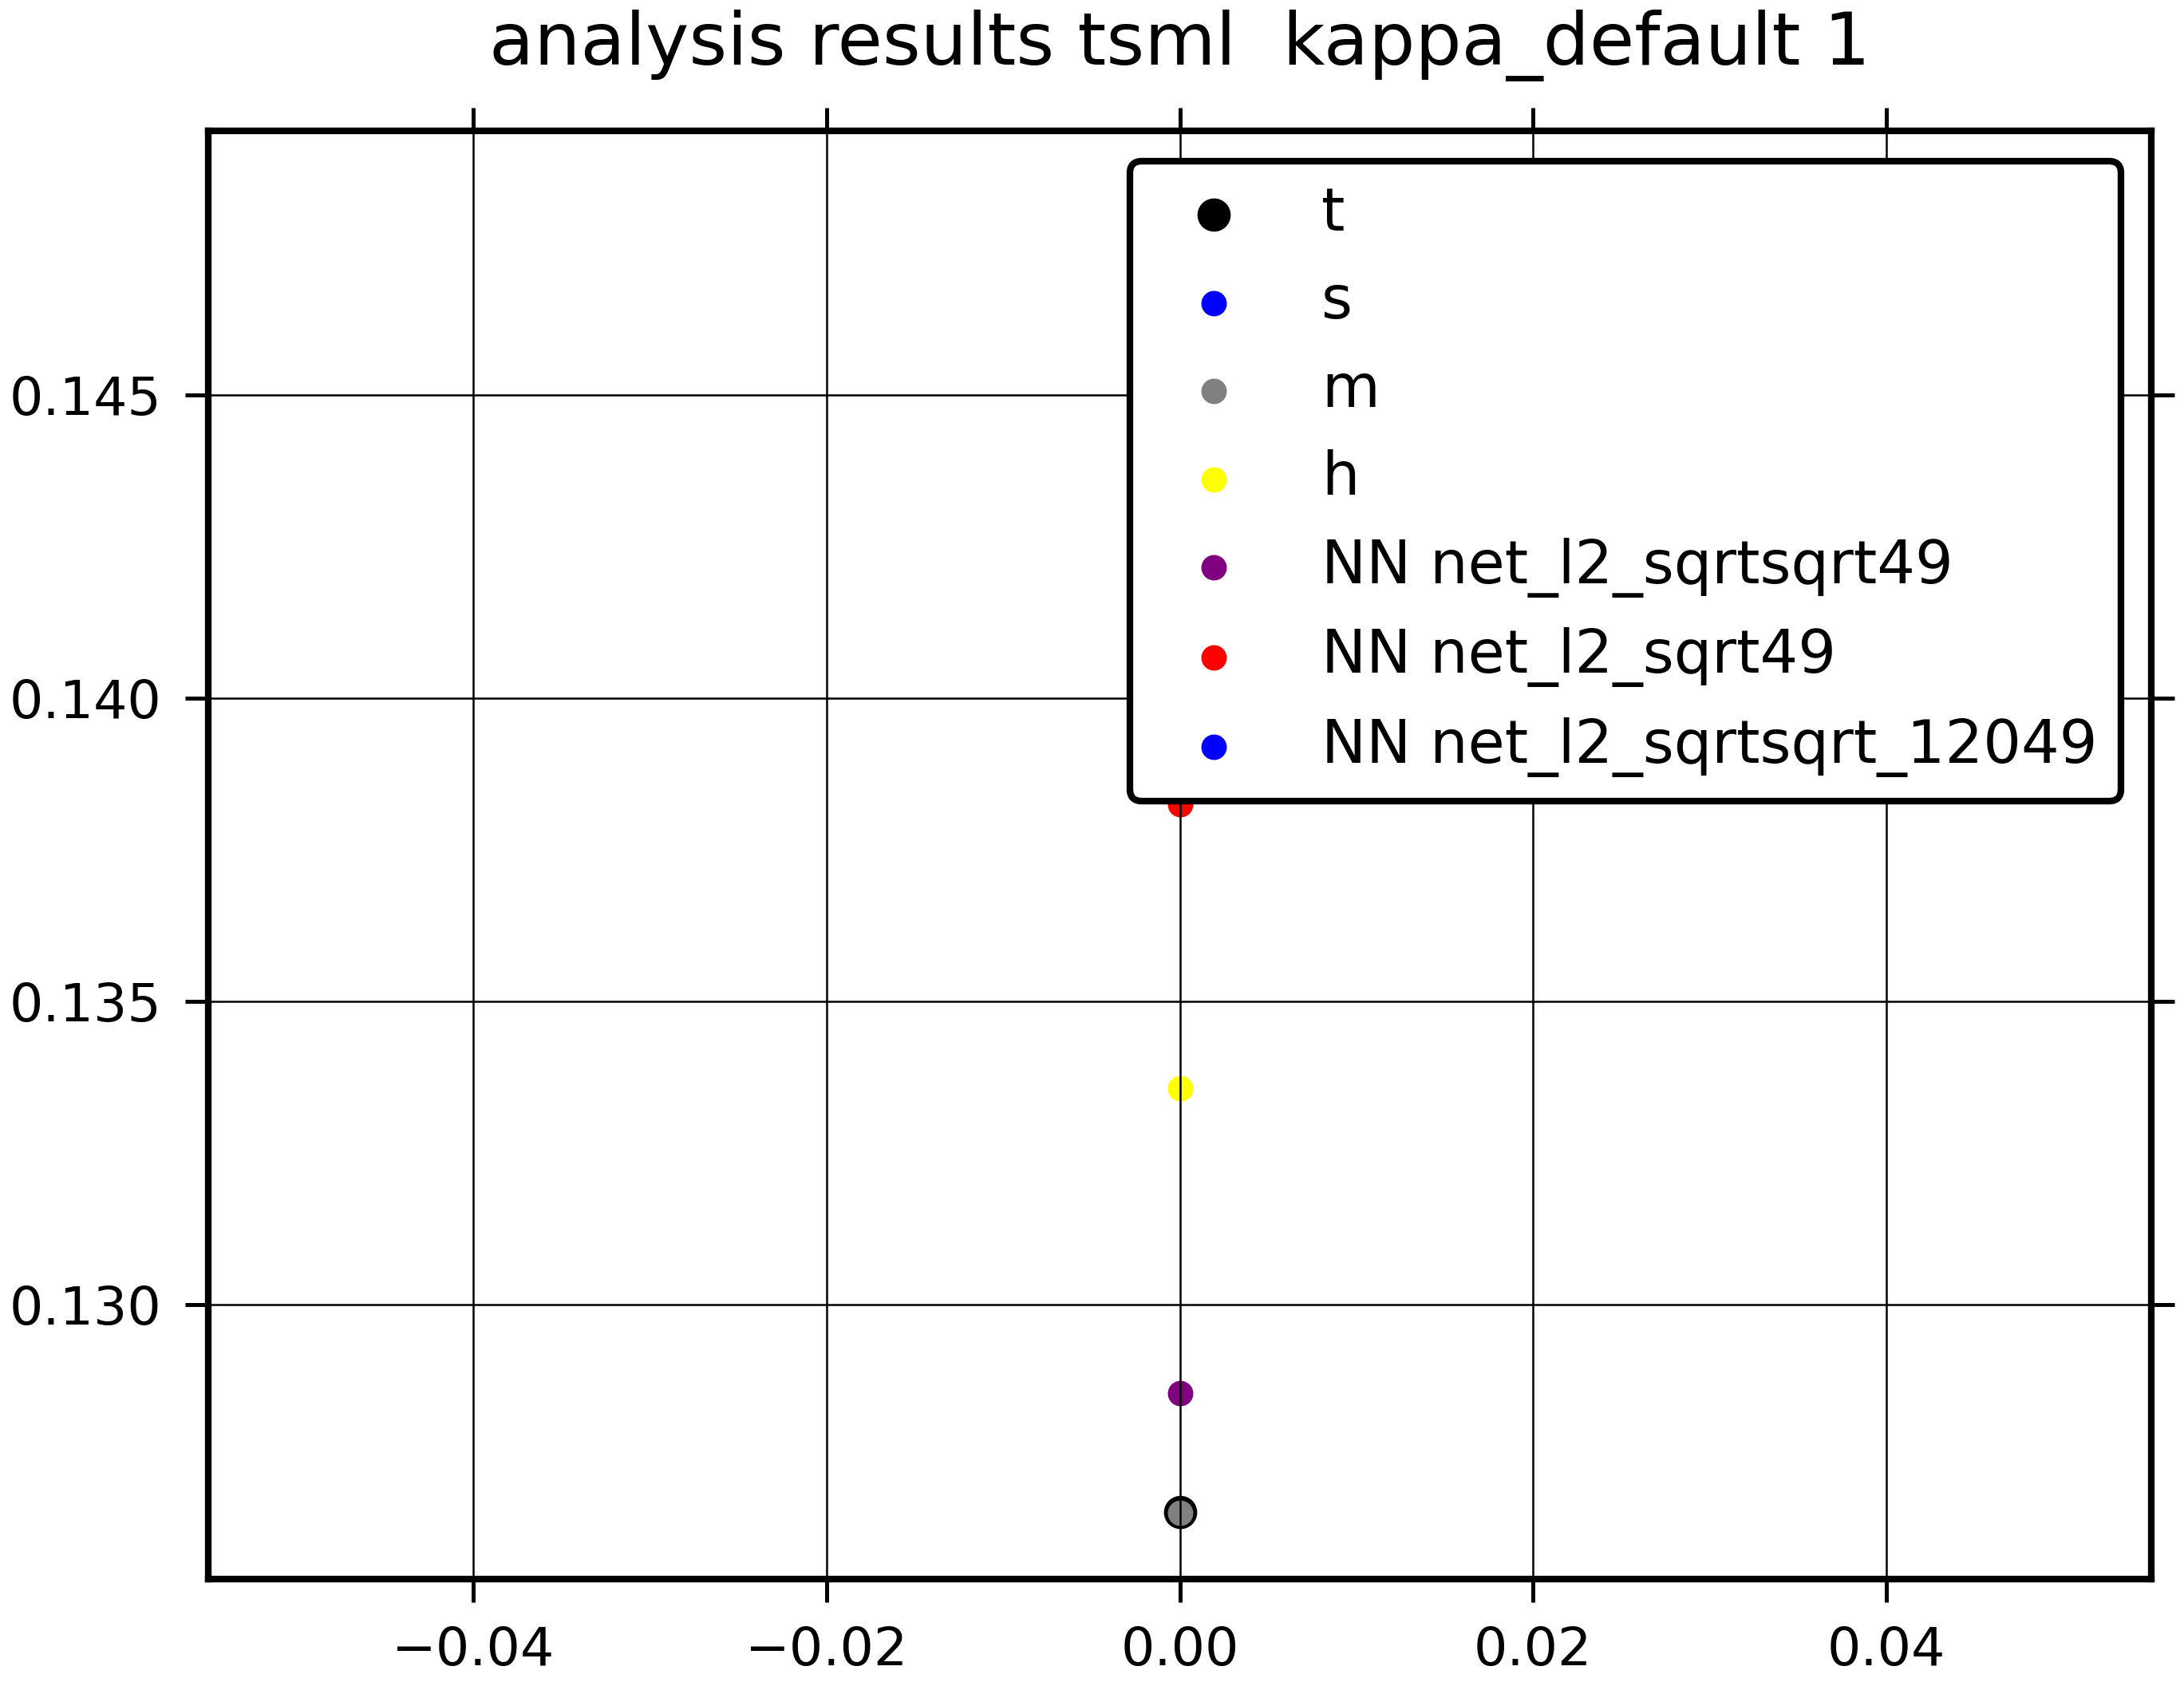 analysis results tsml  kappa_default 1
t
s
m
h
NN net_l2_sqrtsqrt49
NN net_l2_sqrt49
NN net_l2_sqrtsqrt_12049
0.145
0.140
0.135
0.130
−0.04
−0.02
0.00
0.02
0.04